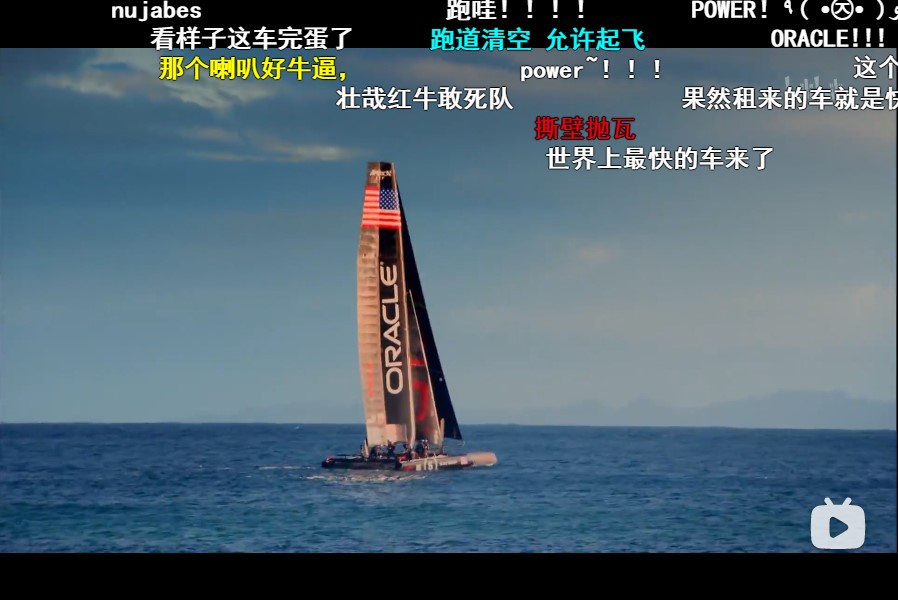 nujabes
跑哇！！！！
POWER！٩( •㉨• )و
看样子这车完蛋了
跑道清空 允许起飞
ORACLE!!!
那个喇叭好牛逼，
power~！！！
这个
壮哉红牛敢死队
果然租来的车就是快
撕壁抛瓦
世界上最快的车来了
ORACLE